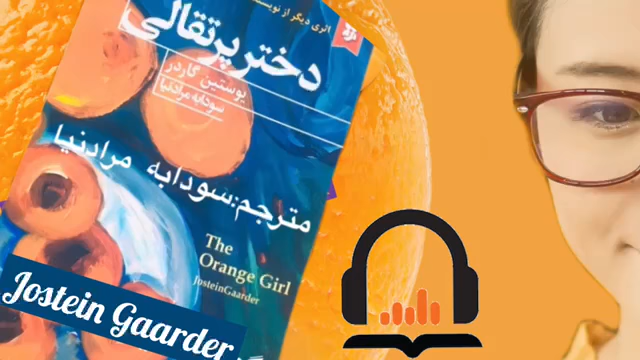 اثری دیگر از نویسنده
دختر پرتقالی
یوستین گاردر
سودابه مرادنیا
مترجم:سودابه مرادنیا
The
Orange Girl
JosteinGaarder
Jostein Gaarder